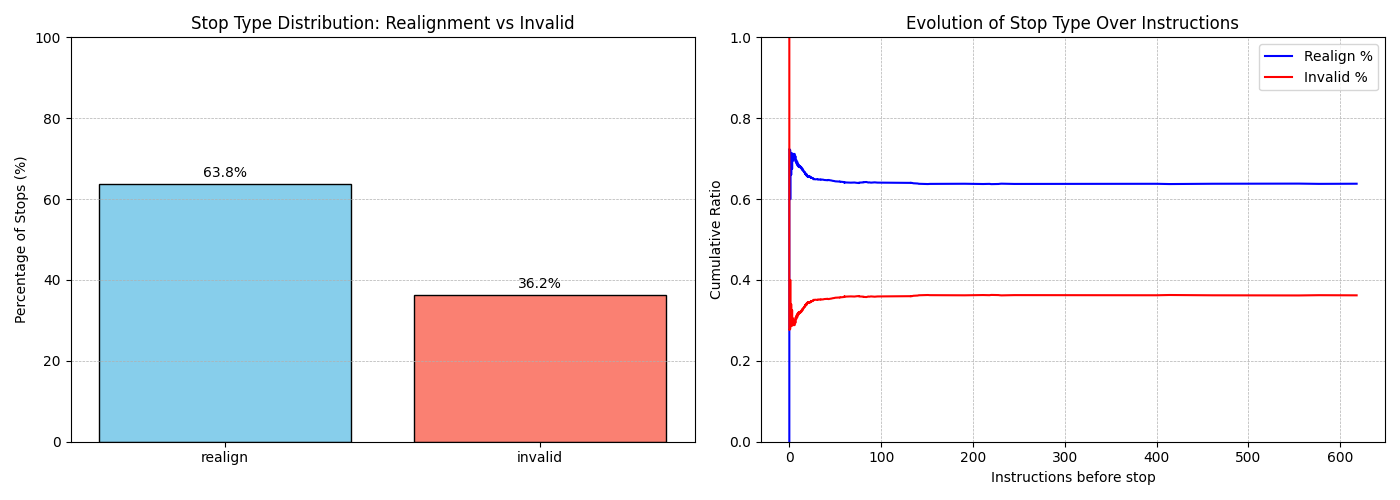 Stop Type Distribution: Realignment vs Invalid
Percentage of Stops (%)
100
80
60
40
20
0
63.8%
36.2%
realign
invalid
Evolution of Stop Type Over Instructions
Cumulative Ratio
1.0
0.8
0.6
0.4
0.2
0.0
Realign %
Invalid %
0 100 200 300 400 500 600
Instructions before stop